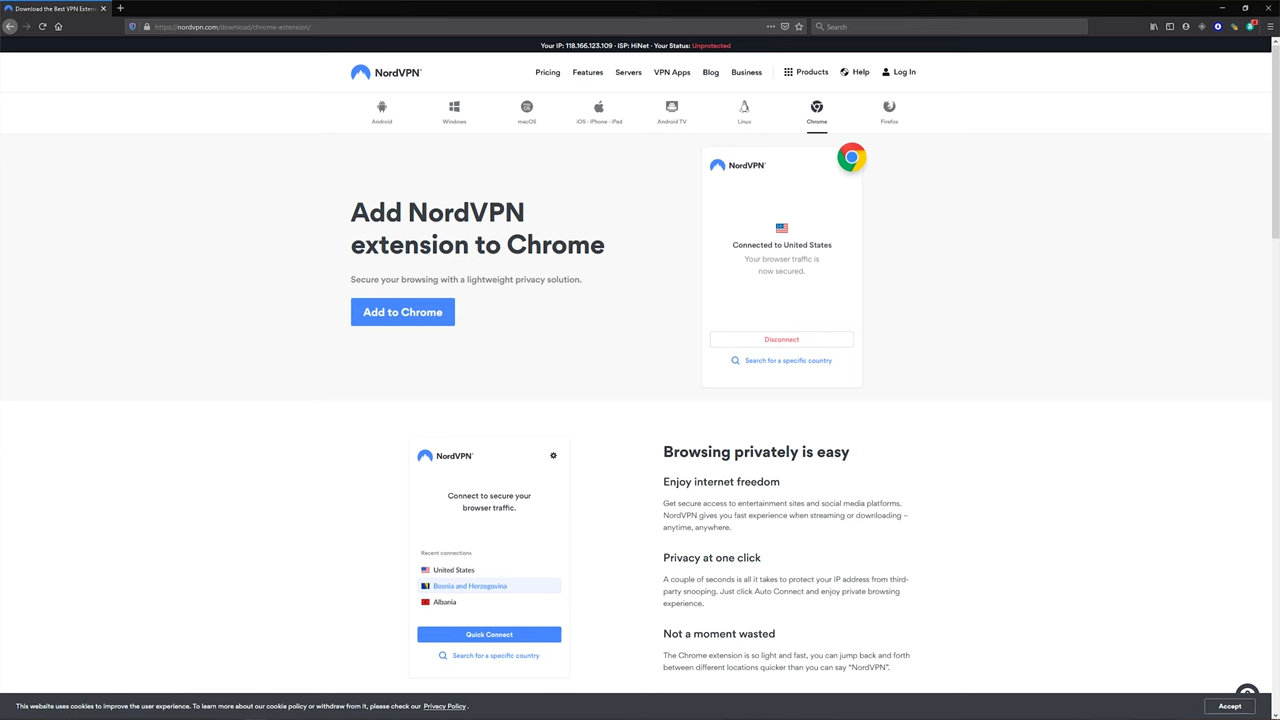 Download the Best VPN Extens
https://nordvpn.com/download/chrome-extension/
Search
Your IP: 118.166.123.109 · ISP: HiNet · Your Status: Unprotected
NordVPN
Pricing
Features
Servers
VPN Apps
Blog
Business
Products
Help
Log In
Android
Windows
macOS
iOS - iPhone - iPad
Android TV
Linux
Chrome
Firefox
Add NordVPN
extension to Chrome
Secure your browsing with a lightweight privacy solution.
Add to Chrome
NordVPN
Connected to United States
Your browser traffic is
now secured.
Disconnect
Search for a specific country
NordVPN
Connect to secure your
browser traffic.
Recent connections
United States
Bosnia and Herzegovina
Albania
Quick Connect
Search for a specific country
Browsing privately is easy
Enjoy internet freedom
Get secure access to entertainment sites and social media platforms.
NordVPN gives you fast experience when streaming or downloading –
anytime, anywhere.
Privacy at one click
A couple of seconds is all it takes to protect your IP address from third-
party snooping. Just click Auto Connect and enjoy private browsing
experience.
Not a moment wasted
The Chrome extension is so light and fast, you can jump back and forth
between different locations quicker than you can say “NordVPN”.
This website uses cookies to improve the user experience. To learn more about our cookie policy or withdraw from it, please check our Privacy Policy .
Accept